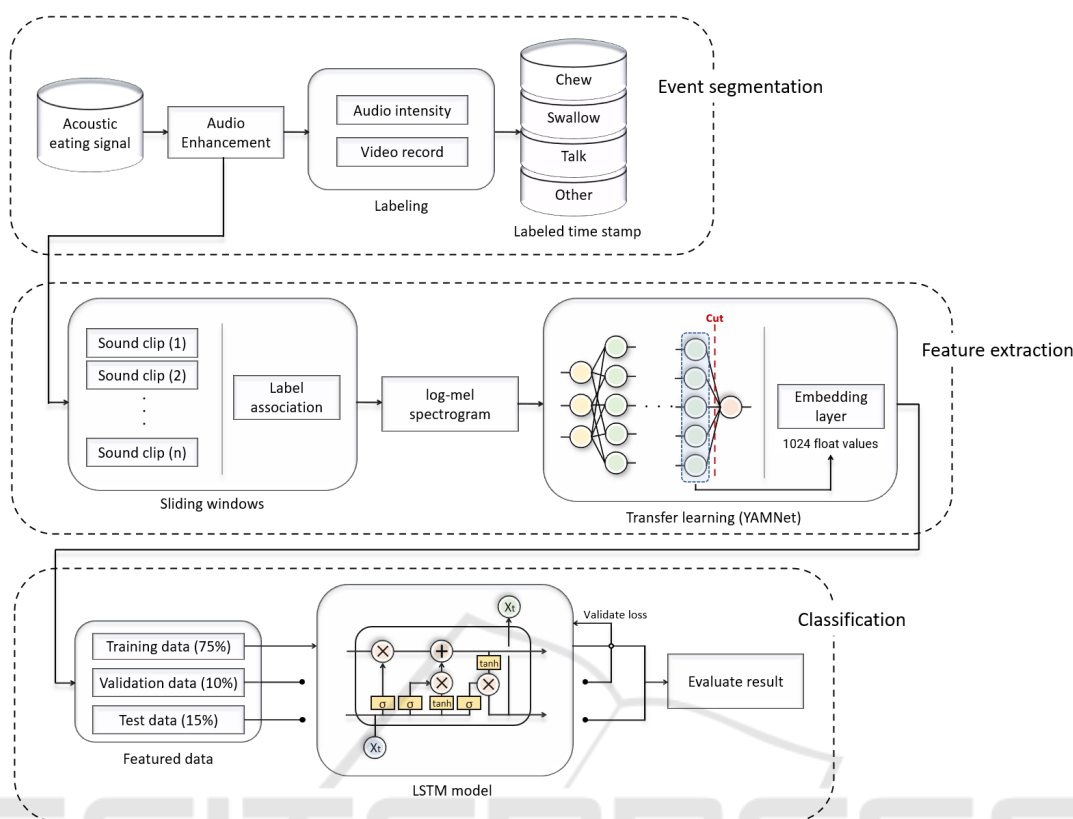 Event segmentation
Acoustic
eating signal
Audio
Enhancement
Audio intensity
Video record
Labeling
Chew
Swallow
Talk
Other
Labeled time stamp
Feature extraction
Sound clip (1)
Sound clip (2)
.
.
.
Sound clip (n)
Label
association
Sliding windows
log-mel
spectrogram
Cut
. . .
Embedding
layer
1024 float values
Transfer learning (YAMNet)
Classification
Training data (75%)
Validation data (10%)
Test data (15%)
Featured data
Xt
×
+
tanh
×
×
σ
σ
tanh
σ
Xt
LSTM model
Validate loss
Evaluate result